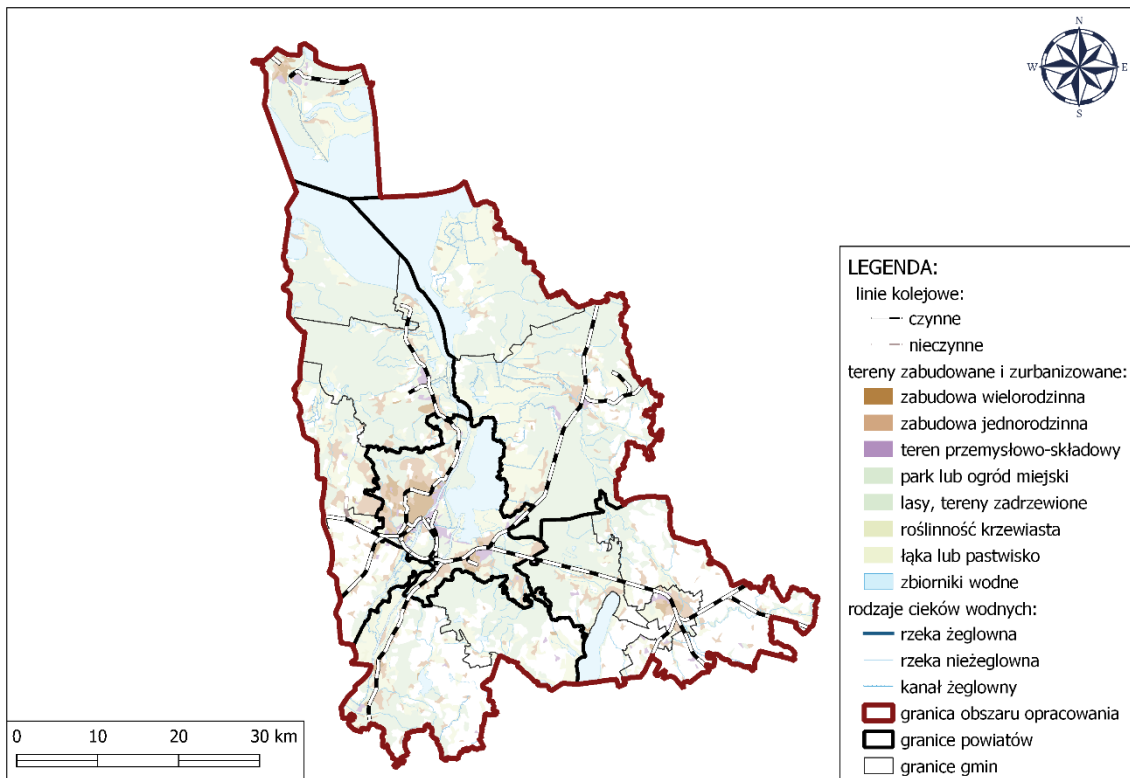 N
W
E
S
LEGENDA:
linie kolejowe:
czynne
nieczynne
tereny zabudowane i zurbanizowane:
zabudowa wielorodzinna
zabudowa jednorodzinna
teren przemysłowo-składowy
park lub ogród miejski
lasy, tereny zadrzewione
roślinność krzewiasta
łąka lub pastwisko
zbiorniki wodne
rodzaje cieków wodnych:
rzeka żeglowna
rzeka nieżeglowna
kanał żeglowny
granica obszaru opracowania
granice powiatów
granice gmin
0 10 20 30 km